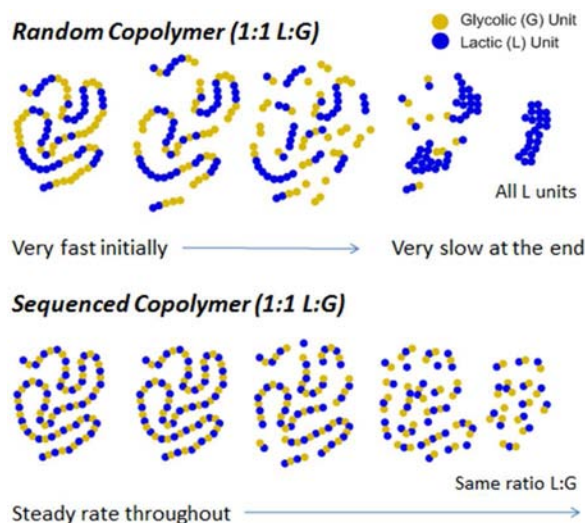 Random Copolymer (1:1 L:G)
Glycolic (G) Unit
Lactic (L) Unit
All L units
Very fast initially
Very slow at the end
Sequenced Copolymer (1:1 L:G)
Same ratio L:G
Steady rate throughout